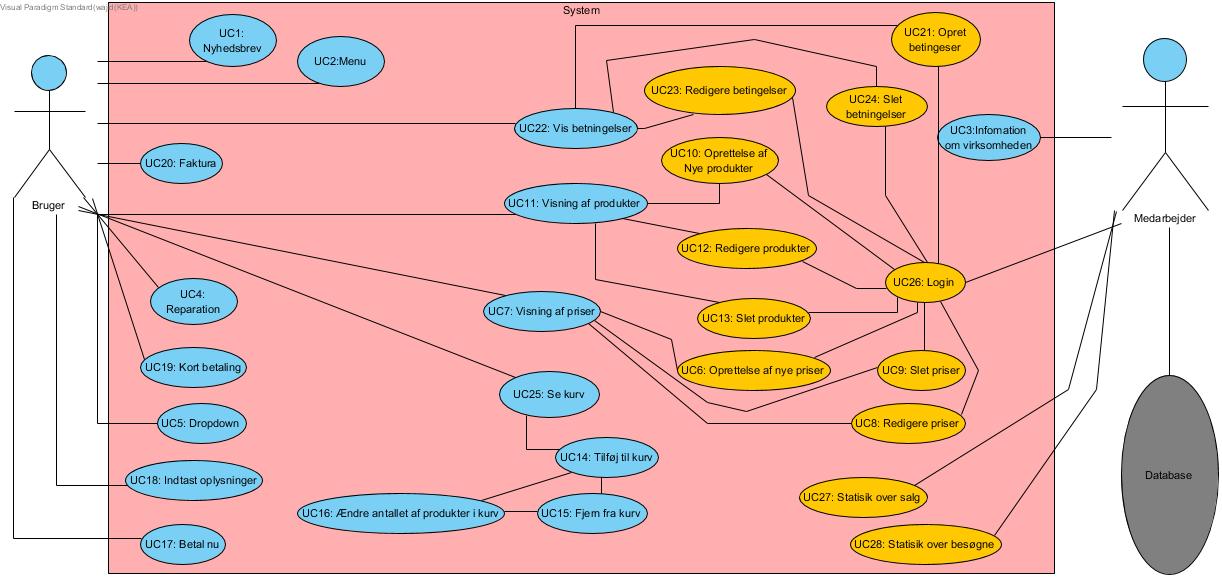 Visual Paradigm Standard(wajd(KEA))
System
UC1:
Nyhedsbrev
UC2:Menu
UC21: Opret
betingeser
UC23: Redigere betingelser
UC24: Slet
betningelser
UC22: Vis betningelser
UC3:Infomation
om virksomheden
UC10: Oprettelse af
Nye produkter
UC20: Faktura
Bruger
UC11: Visning af produkter
Medarbejder
UC12: Redigere produkter
UC26: Login
UC4:
Reparation
UC7: Visning af priser
UC13: Slet produkter
UC19: Kort betaling
UC6: Oprettelse af nye priser
UC9: Slet priser
UC25: Se kurv
UC5: Dropdown
UC8: Redigere priser
UC14: Tilføj til kurv
UC18: Indtast oplysninger
Database
UC27: Statisik over salg
UC16: Ændre antallet af produkter i kurv
UC15: Fjern fra kurv
UC17: Betal nu
UC28: Statisik over besøgne